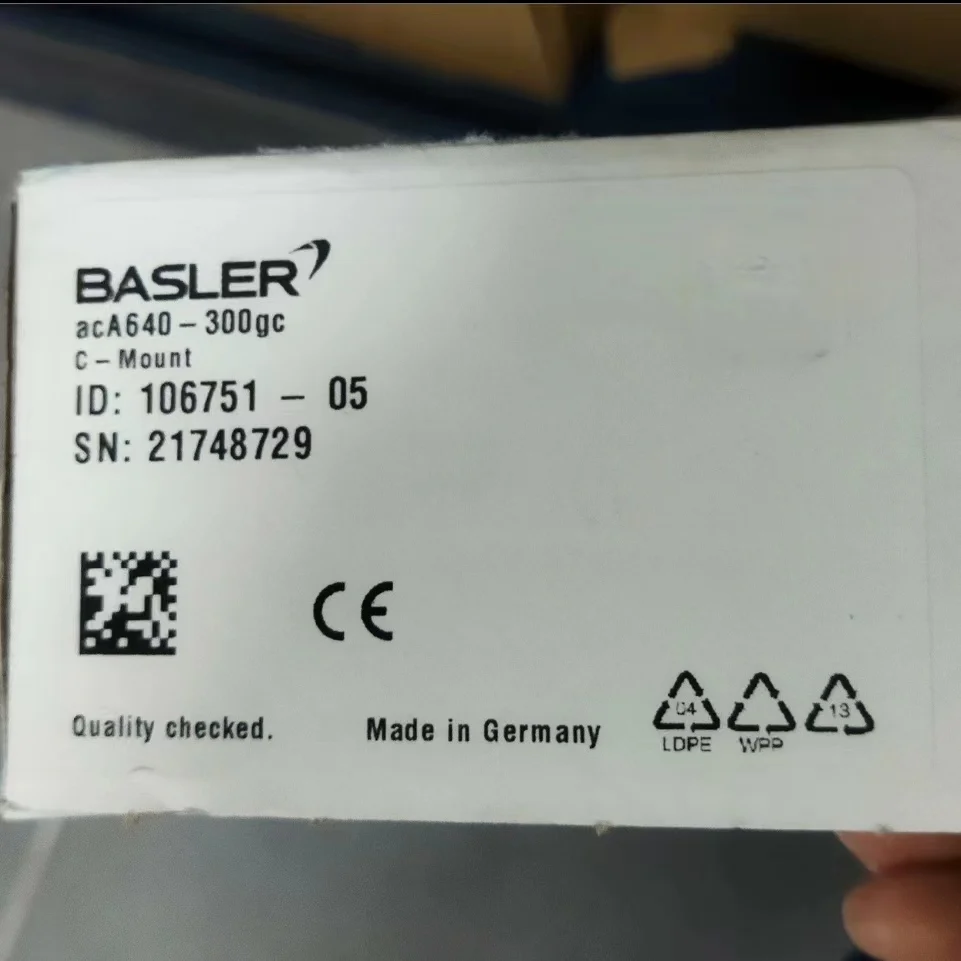 BASLER
acA640-300gc
C-Mount
ID: 106751 - 05
SN: 21748729
CE
Quality checked.
Made in Germany
04
LDPE
WPP
13